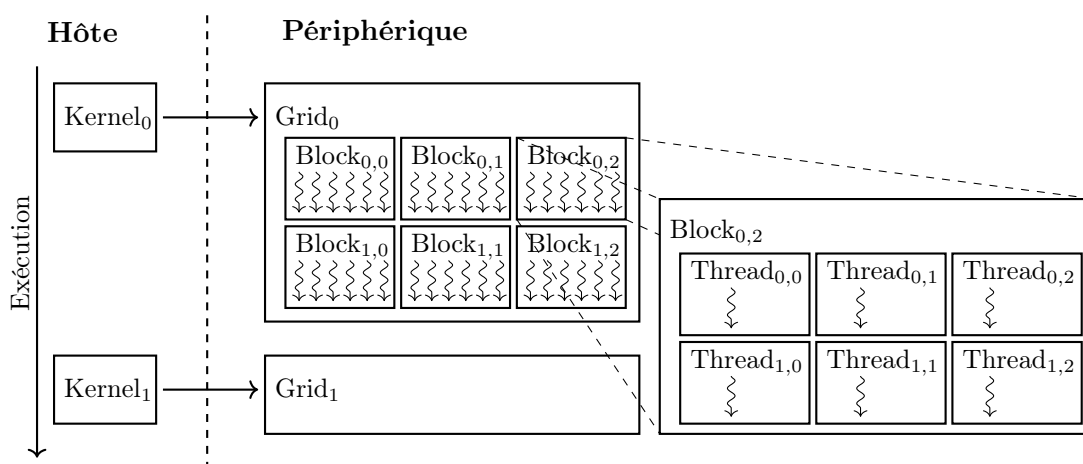 Hôte
Périphérique
Exécution
Kernel₀
Grid₀
Block₀,₀ Block₀,₁ Block₀,₂
Block₁,₀ Block₁,₁ Block₁,₂
Block₀,₂
Thread₀,₀ Thread₀,₁ Thread₀,₂
Thread₁,₀ Thread₁,₁ Thread₁,₂
Kernel₁
Grid₁